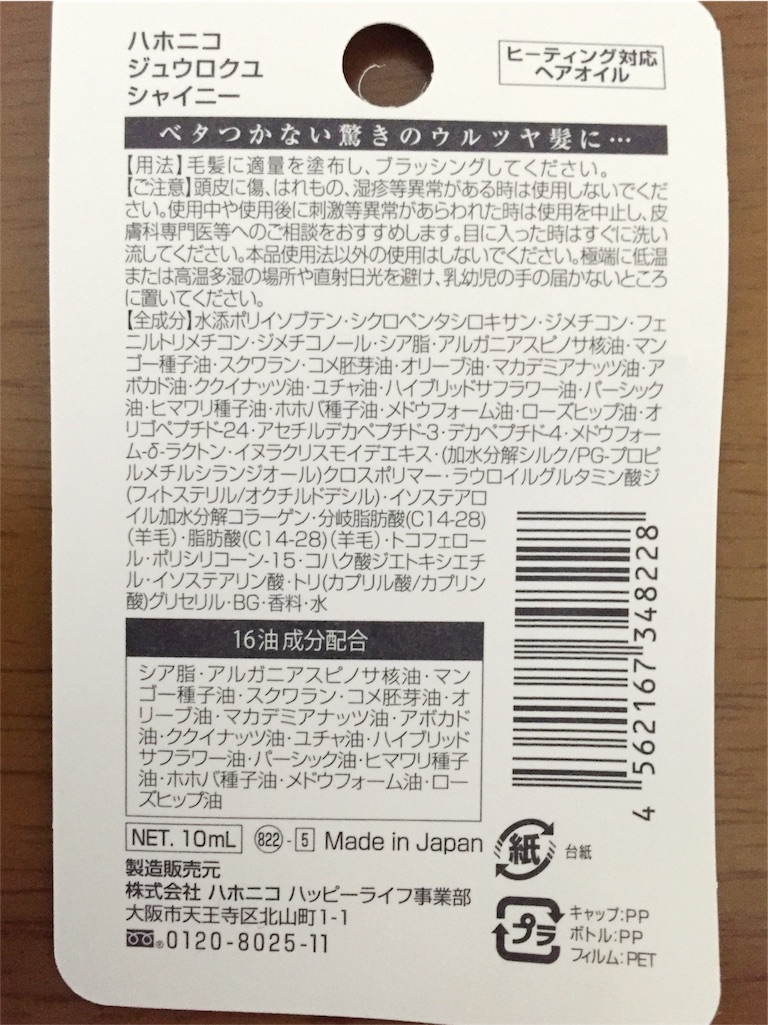 ハホニコ
ジュウロクユ
シャイニー
ヒーティング対応
ヘアオイル
ベタつかない驚きのウルツヤ髪に…
【用法】毛髪に適量を塗布し、ブラッシングしてください。
【ご注意】頭皮に傷、はれもの、湿疹等異常がある時は使用しないでくだ
さい。使用中や使用後に刺激等異常があらわれた時は使用を中止し、皮
膚科専門医等へのご相談をおすすめします。目に入った時はすぐに洗い
流してください。本品使用法以外の使用はしないでください。極端に低温
または高温多湿の場所や直射日光を避け、乳幼児の手の届かないところ
に置いてください。
【全成分】水添ポリイソブテン・シクロペンタシロキサン・ジメチコン・フェ
ニルトリメチコン・ジメチコノール・シア脂・アルガニアスピノサ核油・マン
ゴー種子油・スクワラン・コメ胚芽油・オリーブ油・マカデミアナッツ油・ア
ボカド油・ククイナッツ油・ユチャ油・ハイブリッドサフラワー油・パーシック
油・ヒマワリ種子油・ホホバ種子油・メドウフォーム油・ローズヒップ油・オ
リゴペプチド-24・アセチルデカペプチド-3・デカペプチド-4・メドウフォー
ム-δ-ラクトン・イヌラクリスモイデエキス・(加水分解シルク/PG-プロピ
ルメチルシランジオール)クロスポリマー・ラウロイルグルタミン酸ジ
(フィトステリル/オクチルドデシル)・イソステアロ
イル加水分解コラーゲン・分岐脂肪酸(C14-28)
(羊毛)・脂肪酸(C14-28)(羊毛)・トコフェロー
ル・ポリシリコーン-15・コハク酸ジエトキシエチ
ル・イソステアリン酸・トリ(カプリル酸/カプリン
酸)グリセリル・BG・香料・水
16油成分配合
シア脂・アルガニアスピノサ核油・マン
ゴー種子油・スクワラン・コメ胚芽油・オ
リーブ油・マカデミアナッツ油・アボカド
油・ククイナッツ油・ユチャ油・ハイブリッド
サフラワー油・パーシック油・ヒマワリ種子
油・ホホバ種子油・メドウフォーム油・ロー
ズヒップ油
4 562167 348228
NET. 10mL 822 - 5 Made in Japan
製造販売元
株式会社 ハホニコ ハッピーライフ事業部
大阪市天王寺区北山町1-1
0120-8025-11
紙 台紙
プラ
キャップ:PP
ボトル:PP
フィルム:PET